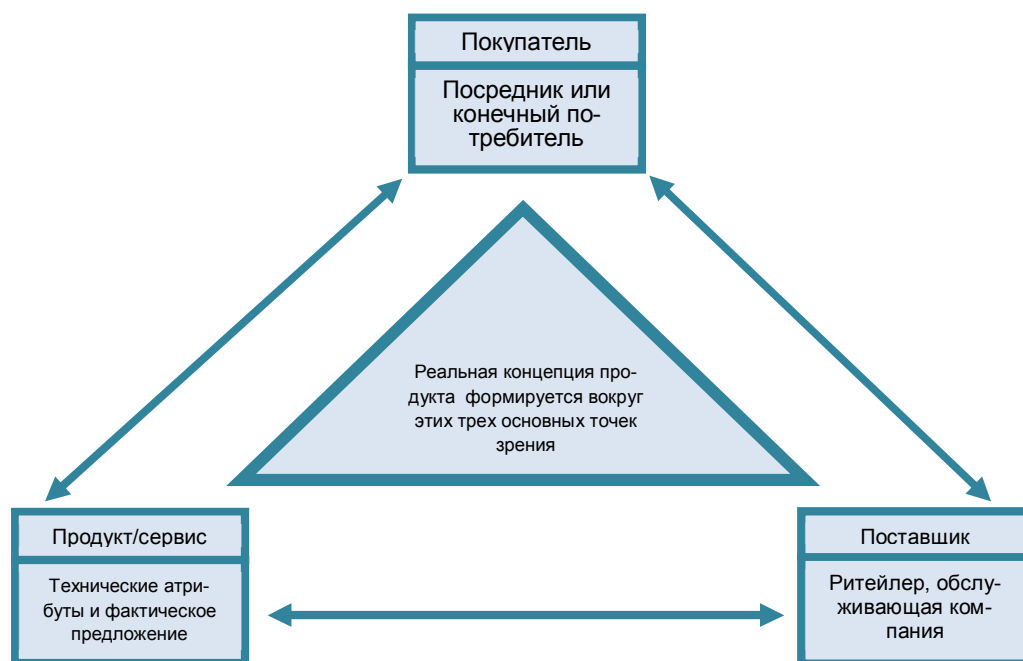 Покупатель
Посредник или
конечный по-
требитель
Реальная концепция про-
дукта формируется вокруг
этих трех основных точек
зрения
Продукт/сервис
Технические атри-
буты и фактическое
предложение
Поставщик
Ритейлер, обслу-
живающая ком-
пания